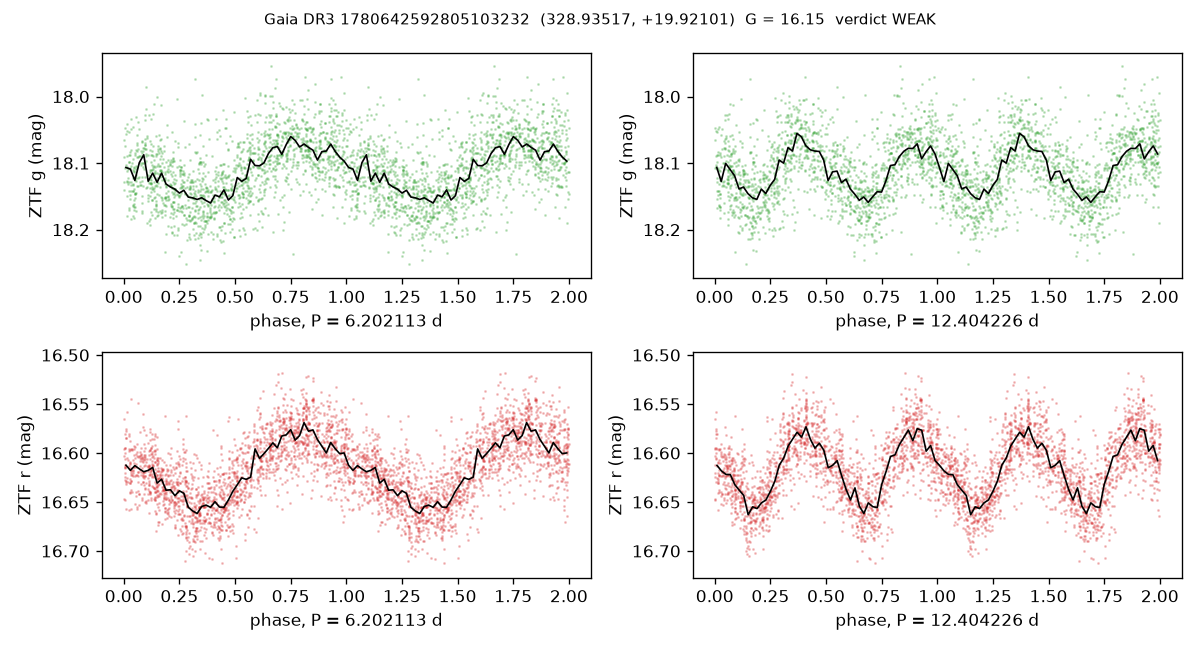 Gaia DR3 1780642592805103232 (328.93517, +19.92101) G = 16.15 verdict WEAK
ZTF g (mag)
18.0
18.1
18.2
0.00 0.25 0.50 0.75 1.00 1.25 1.50 1.75 2.00
phase, P = 6.202113 d
ZTF g (mag)
18.0
18.1
18.2
0.00 0.25 0.50 0.75 1.00 1.25 1.50 1.75 2.00
phase, P = 12.404226 d
ZTF r (mag)
16.50
16.55
16.60
16.65
16.70
0.00 0.25 0.50 0.75 1.00 1.25 1.50 1.75 2.00
phase, P = 6.202113 d
ZTF r (mag)
16.50
16.55
16.60
16.65
16.70
0.00 0.25 0.50 0.75 1.00 1.25 1.50 1.75 2.00
phase, P = 12.404226 d